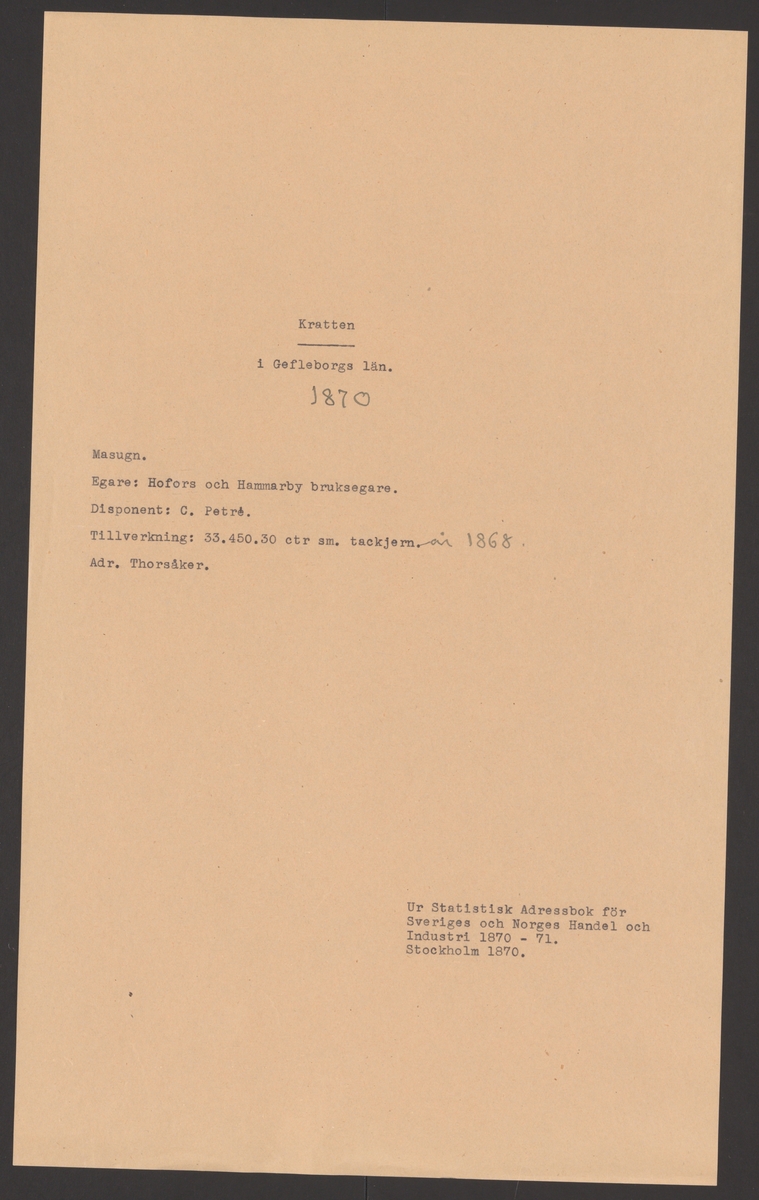 Kratten
i Gefleborgs län.
1870
Masugn.
Egare: Hofors och Hammarby bruksegare.
Disponent: C. Petré.
Tillverkning: 33.450.30 ctr sm. tackjern. år 1868.
Adr. Thorsåker.
Ur Statistisk Adressbok för
Sveriges och Norges Handel och
Industri 1870 - 71.
Stockholm 1870.